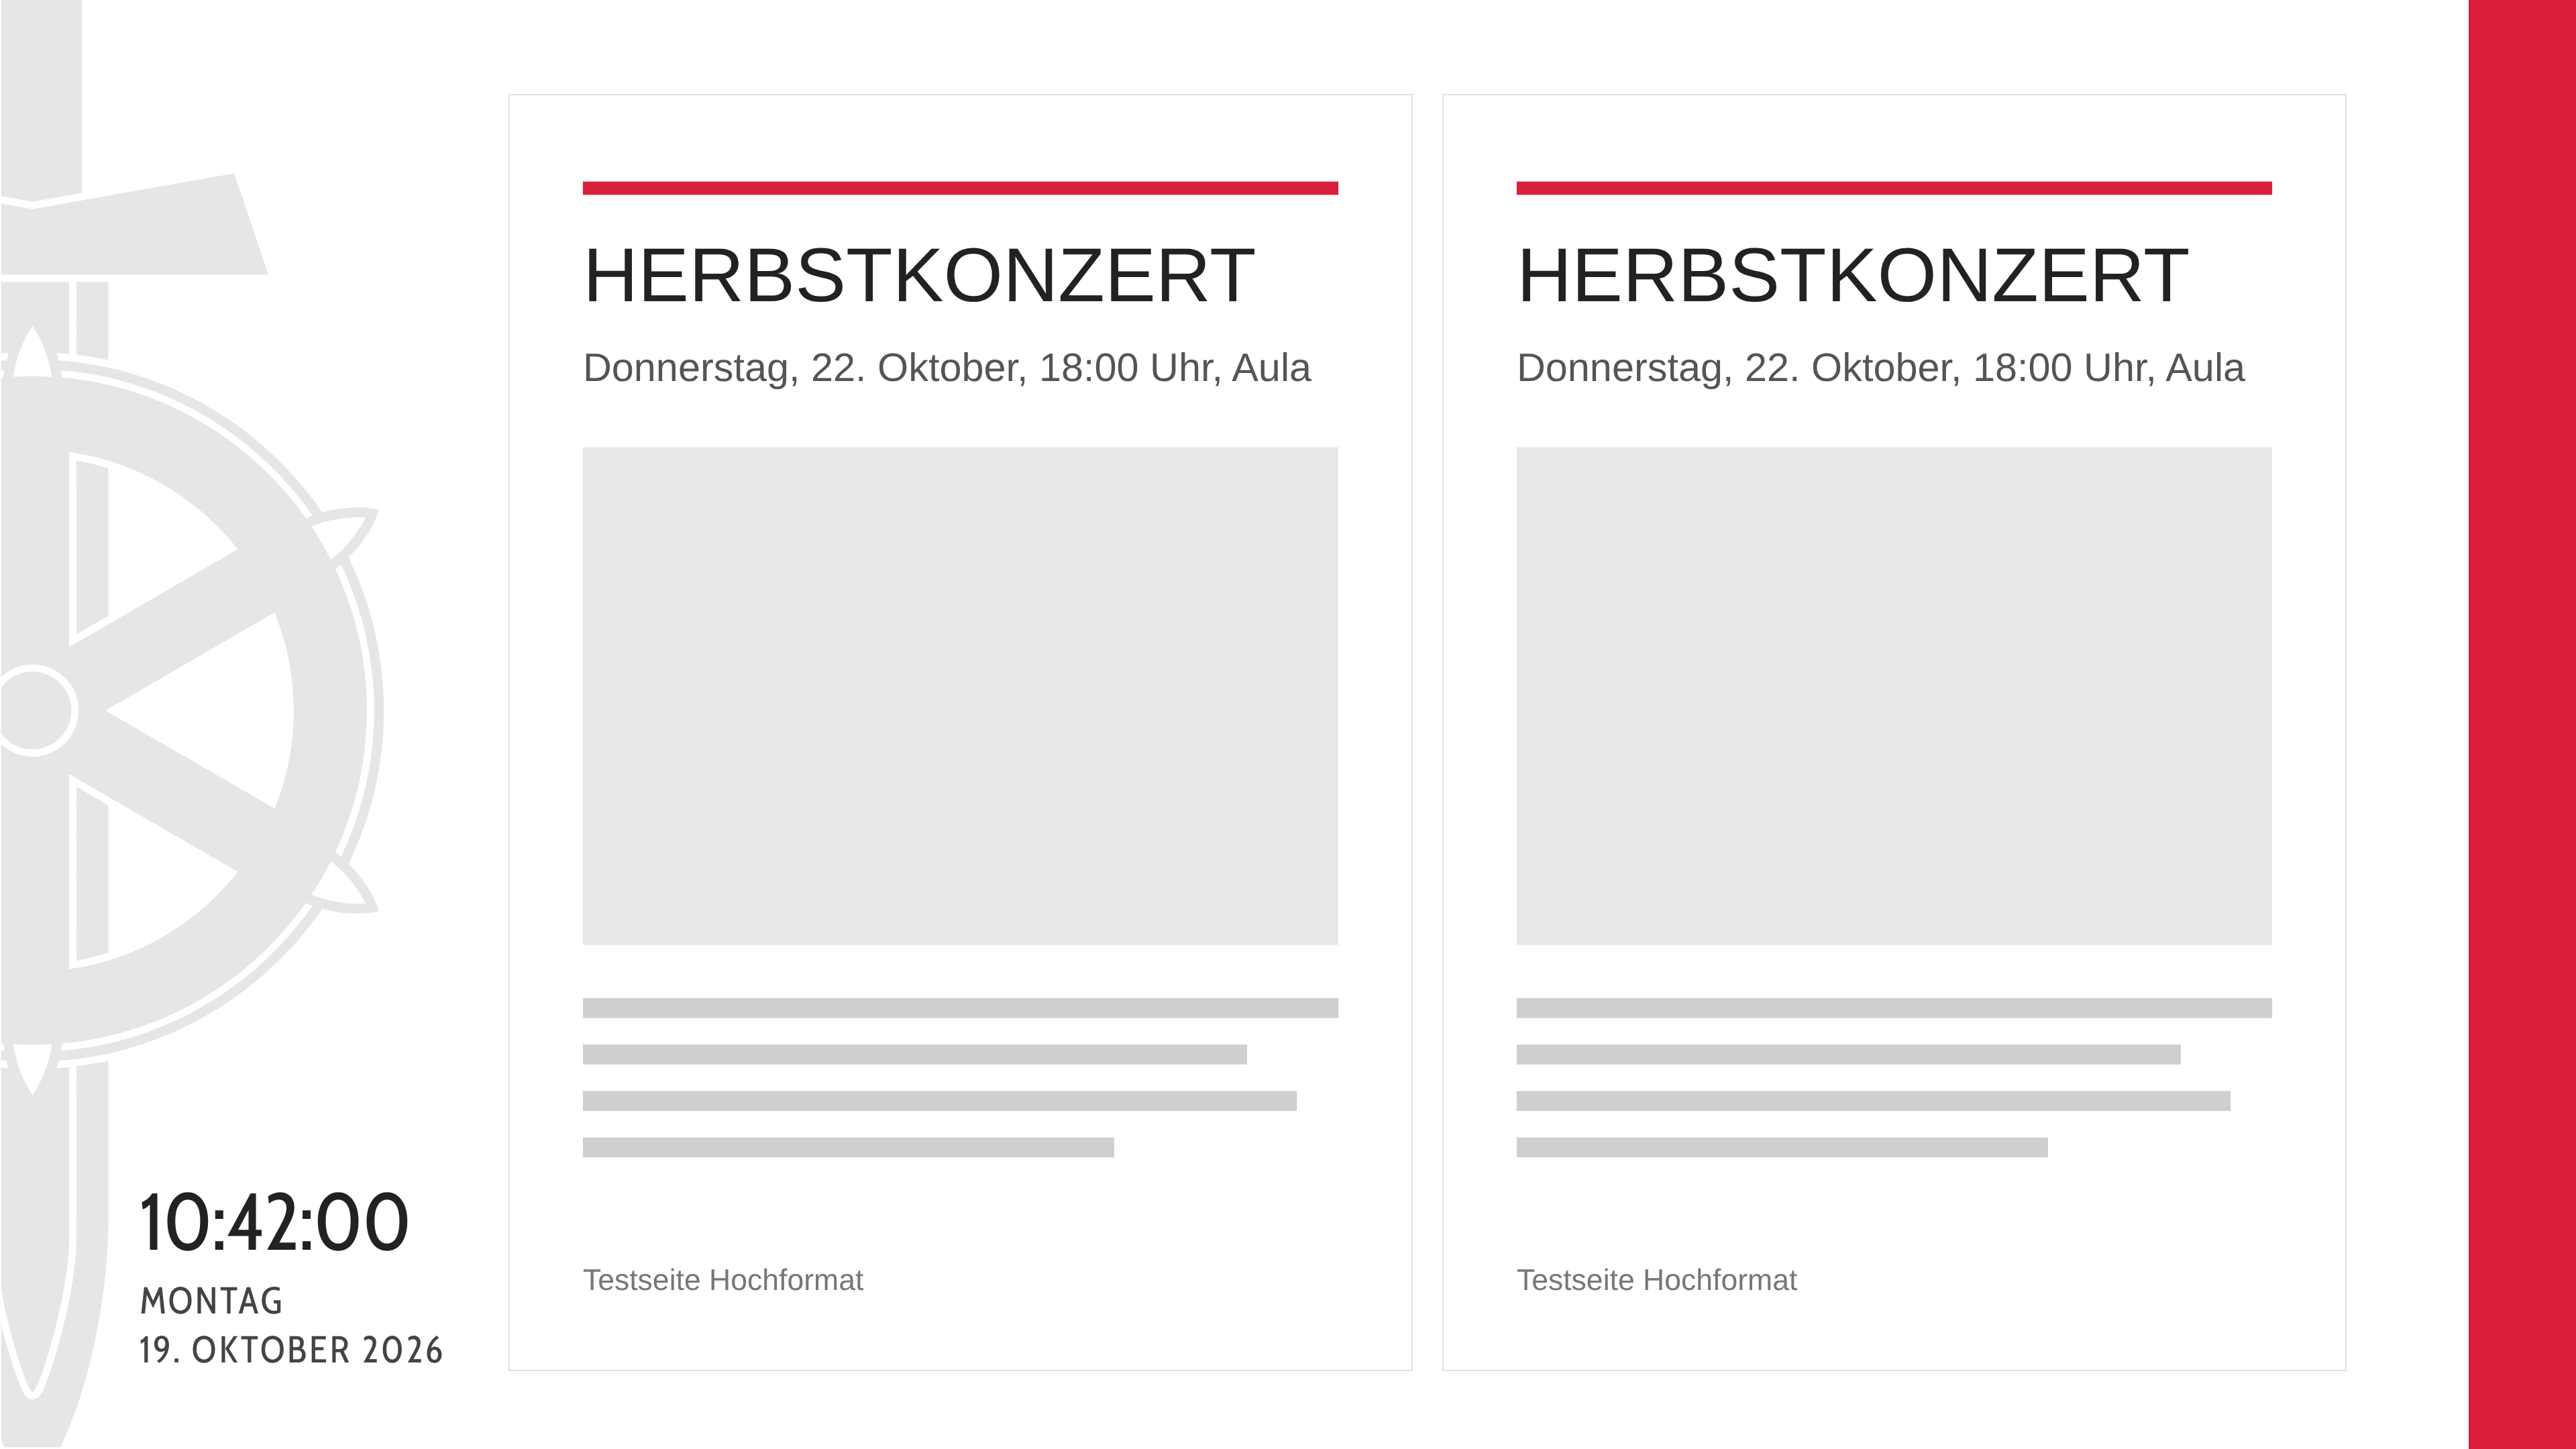 HERBSTKONZERT
Donnerstag, 22. Oktober, 18:00 Uhr, Aula
Testseite Hochformat
HERBSTKONZERT
Donnerstag, 22. Oktober, 18:00 Uhr, Aula
Testseite Hochformat
10:42:00
MONTAG
19. OKTOBER 2026